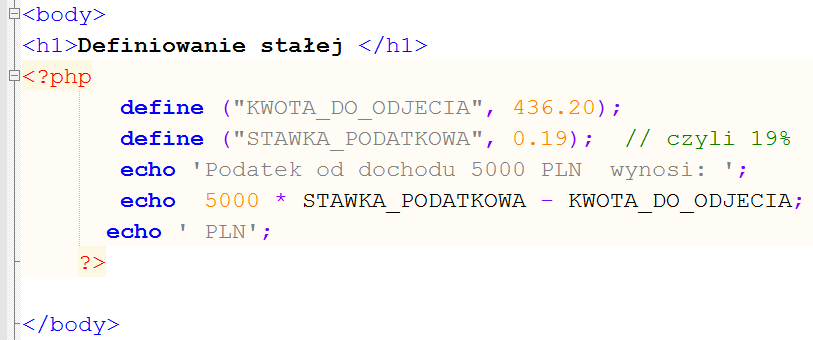 <body>
<h1>Definiowanie stałej </h1>
<?php
define ("KWOTA_DO_ODJECIA", 436.20);
define ("STAWKA_PODATKOWA", 0.19);  // czyli 19%
echo 'Podatek od dochodu 5000 PLN  wynosi: ';
echo  5000 * STAWKA_PODATKOWA - KWOTA_DO_ODJECIA;
echo ' PLN';
?>
</body>